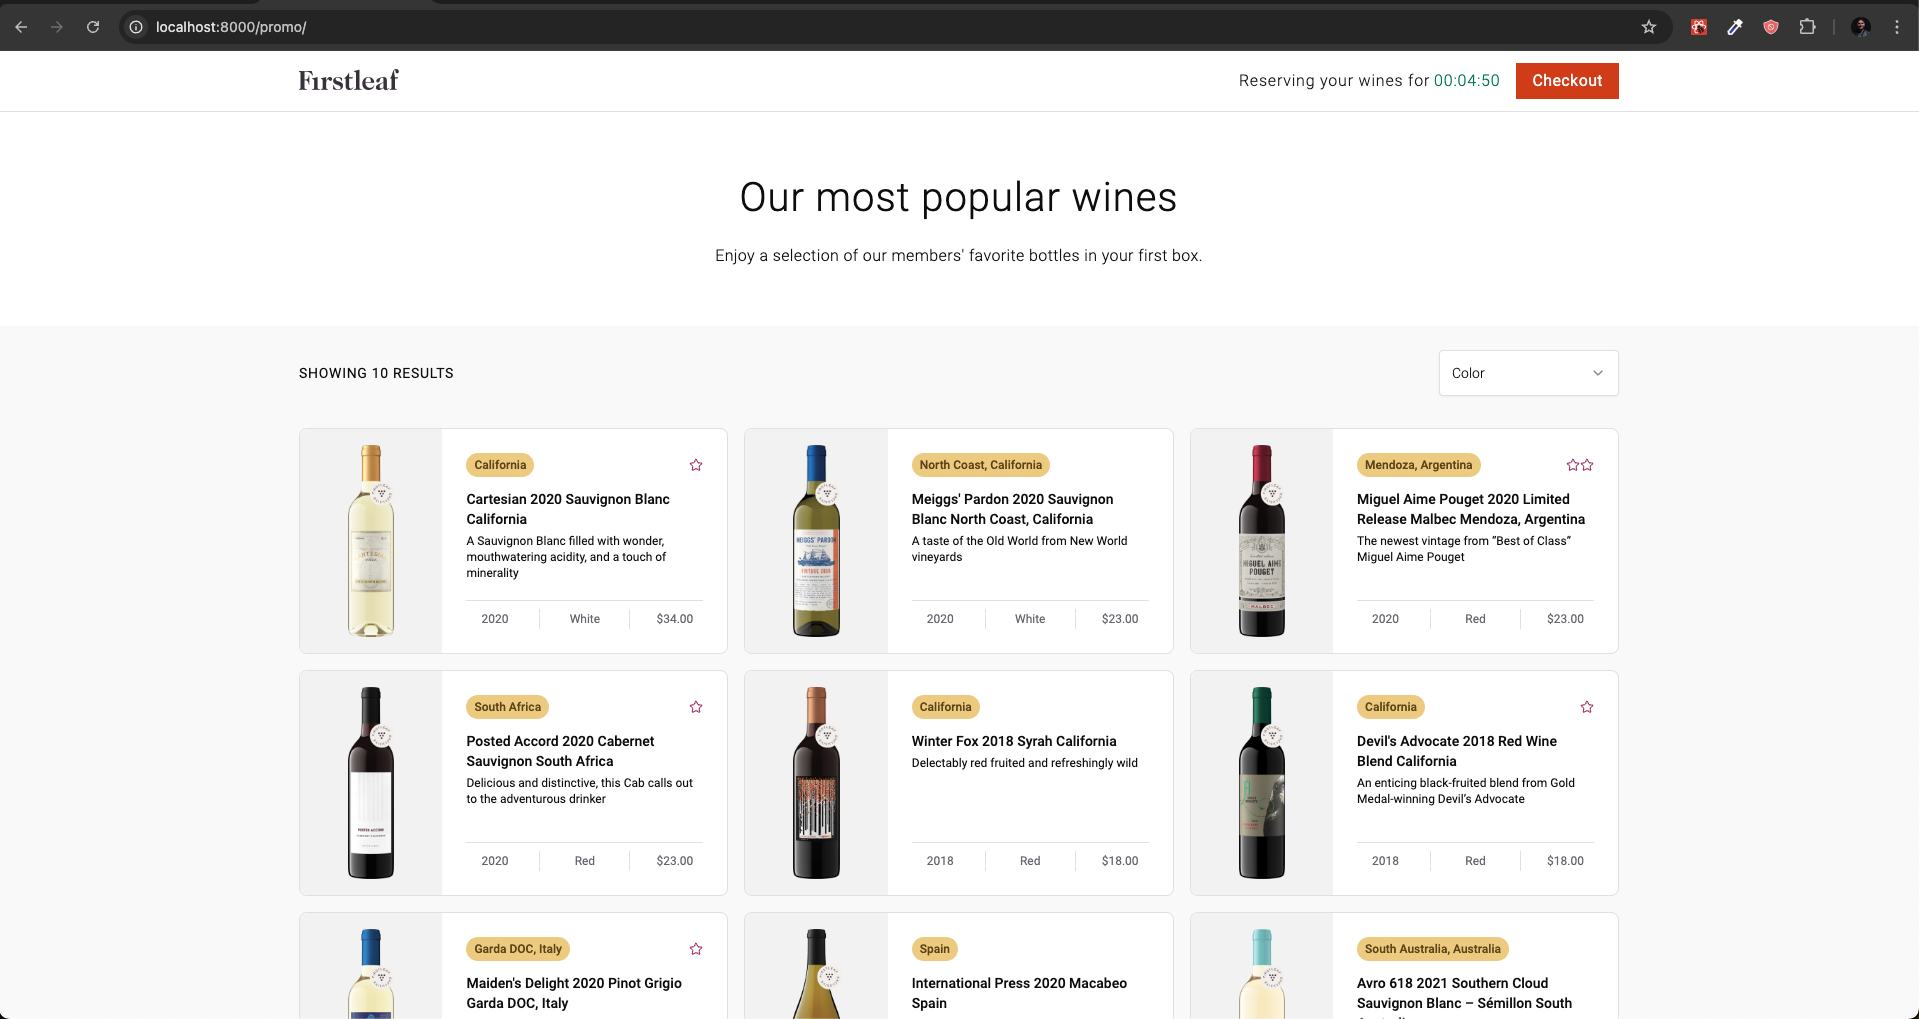 localhost:8000/promo/
Firstleaf
Reserving your wines for 00:04:50
Checkout
Our most popular wines
Enjoy a selection of our members' favorite bottles in your first box.
SHOWING 10 RESULTS
Color
California
Cartesian 2020 Sauvignon Blanc
California
A Sauvignon Blanc filled with wonder,
mouthwatering acidity, and a touch of
minerality
2020 White $34.00
North Coast, California
Meiggs' Pardon 2020 Sauvignon
Blanc North Coast, California
A taste of the Old World from New World
vineyards
2020 White $23.00
MEIGGS' PARDON
VINTAGE 2020
Mendoza, Argentina
Miguel Aime Pouget 2020 Limited
Release Malbec Mendoza, Argentina
The newest vintage from “Best of Class”
Miguel Aime Pouget
2020 Red $23.00
MIGUEL AIME
POUGET
MALBEC
South Africa
Posted Accord 2020 Cabernet
Sauvignon South Africa
Delicious and distinctive, this Cab calls out
to the adventurous drinker
2020 Red $23.00
POSTED ACCORD
California
Winter Fox 2018 Syrah California
Delectably red fruited and refreshingly wild
2018 Red $18.00
California
Devil's Advocate 2018 Red Wine
Blend California
An enticing black-fruited blend from Gold
Medal-winning Devil’s Advocate
2018 Red $18.00
Garda DOC, Italy
Maiden's Delight 2020 Pinot Grigio
Garda DOC, Italy
Spain
International Press 2020 Macabeo
Spain
South Australia, Australia
Avro 618 2021 Southern Cloud
Sauvignon Blanc – Sémillon South